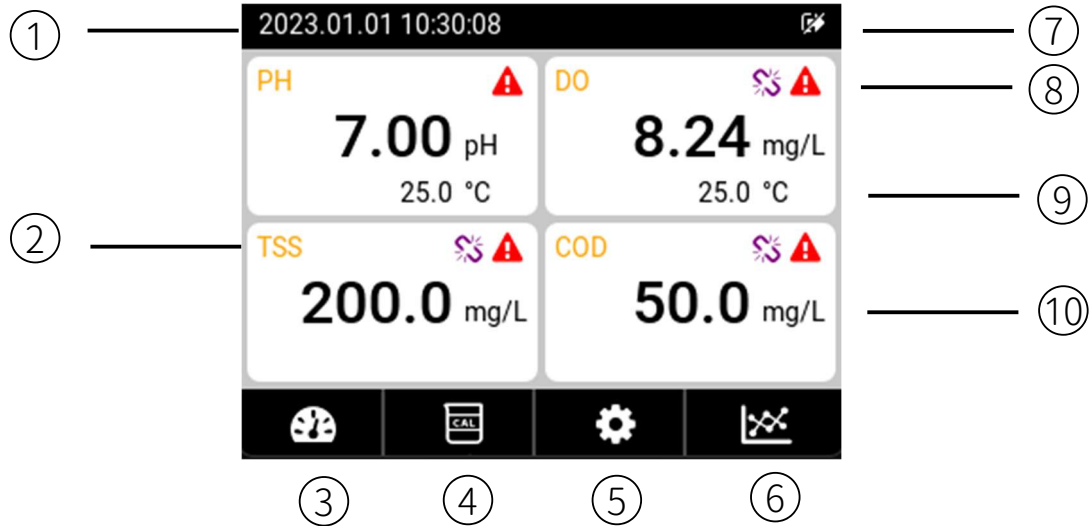 ① 2023.01.01 10:30:08 ⑦
PH DO ⑧
7.00 pH 8.24 mg/L
25.0 °C 25.0 °C ⑨
② TSS COD
200.0 mg/L 50.0 mg/L ⑩
CAL
③ ④ ⑤ ⑥